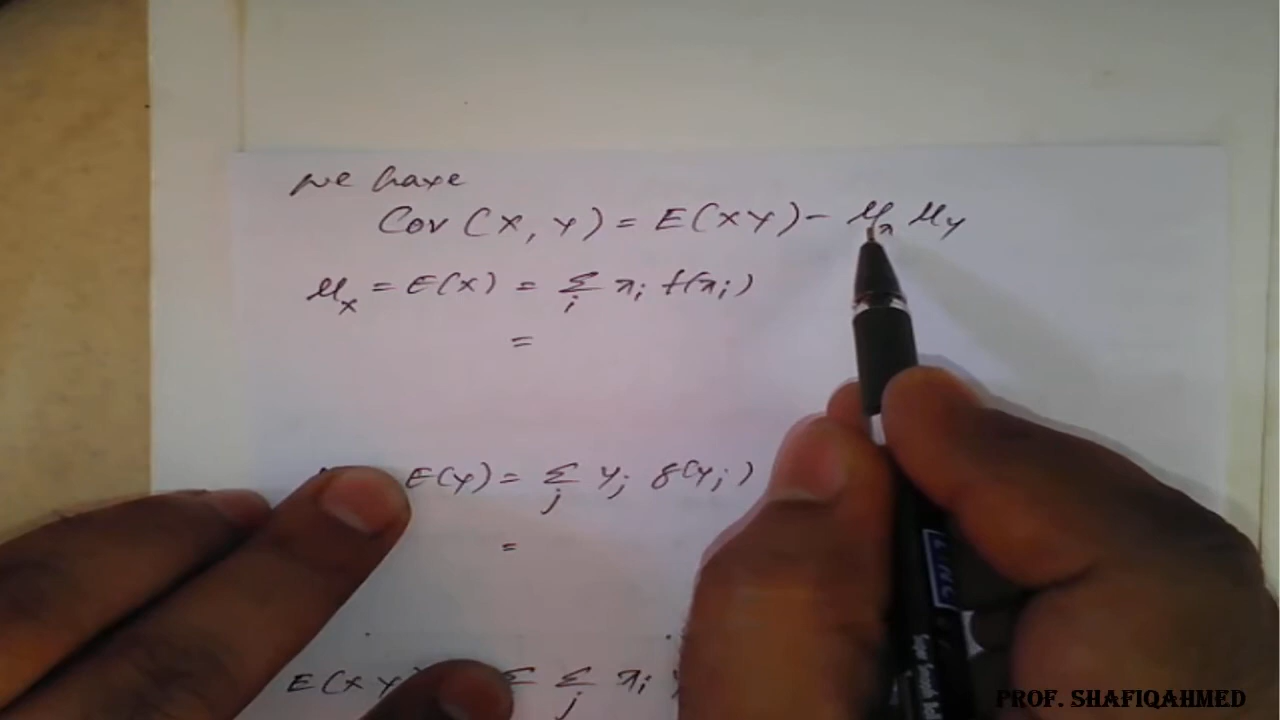 we have
Cov (X, Y) = E(XY) - μx μy
μx = E(X) = Σi xi f(xi)
=
E(Y) = Σj yj g(yj)
=
E(XY) Σ Σj xi
PROF. SHAFIQAHMED